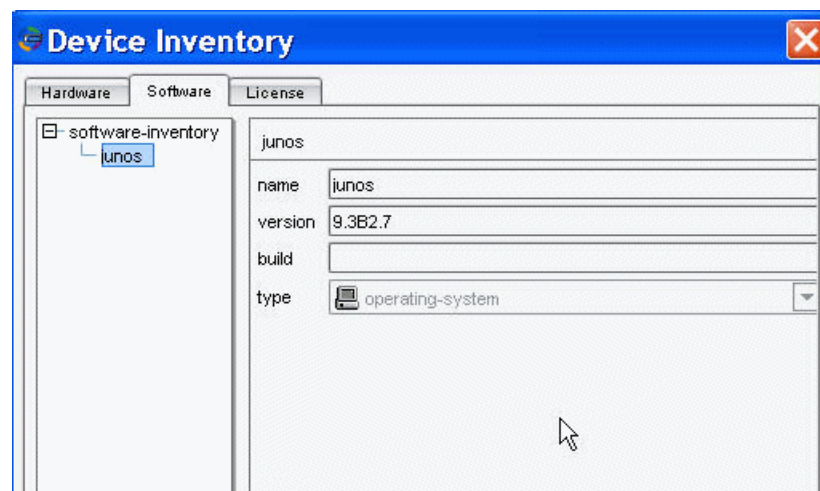 Device Inventory
Hardware Software License
software-inventory
junos
junos
name junos
version 9.3B2.7
build
type operating-system